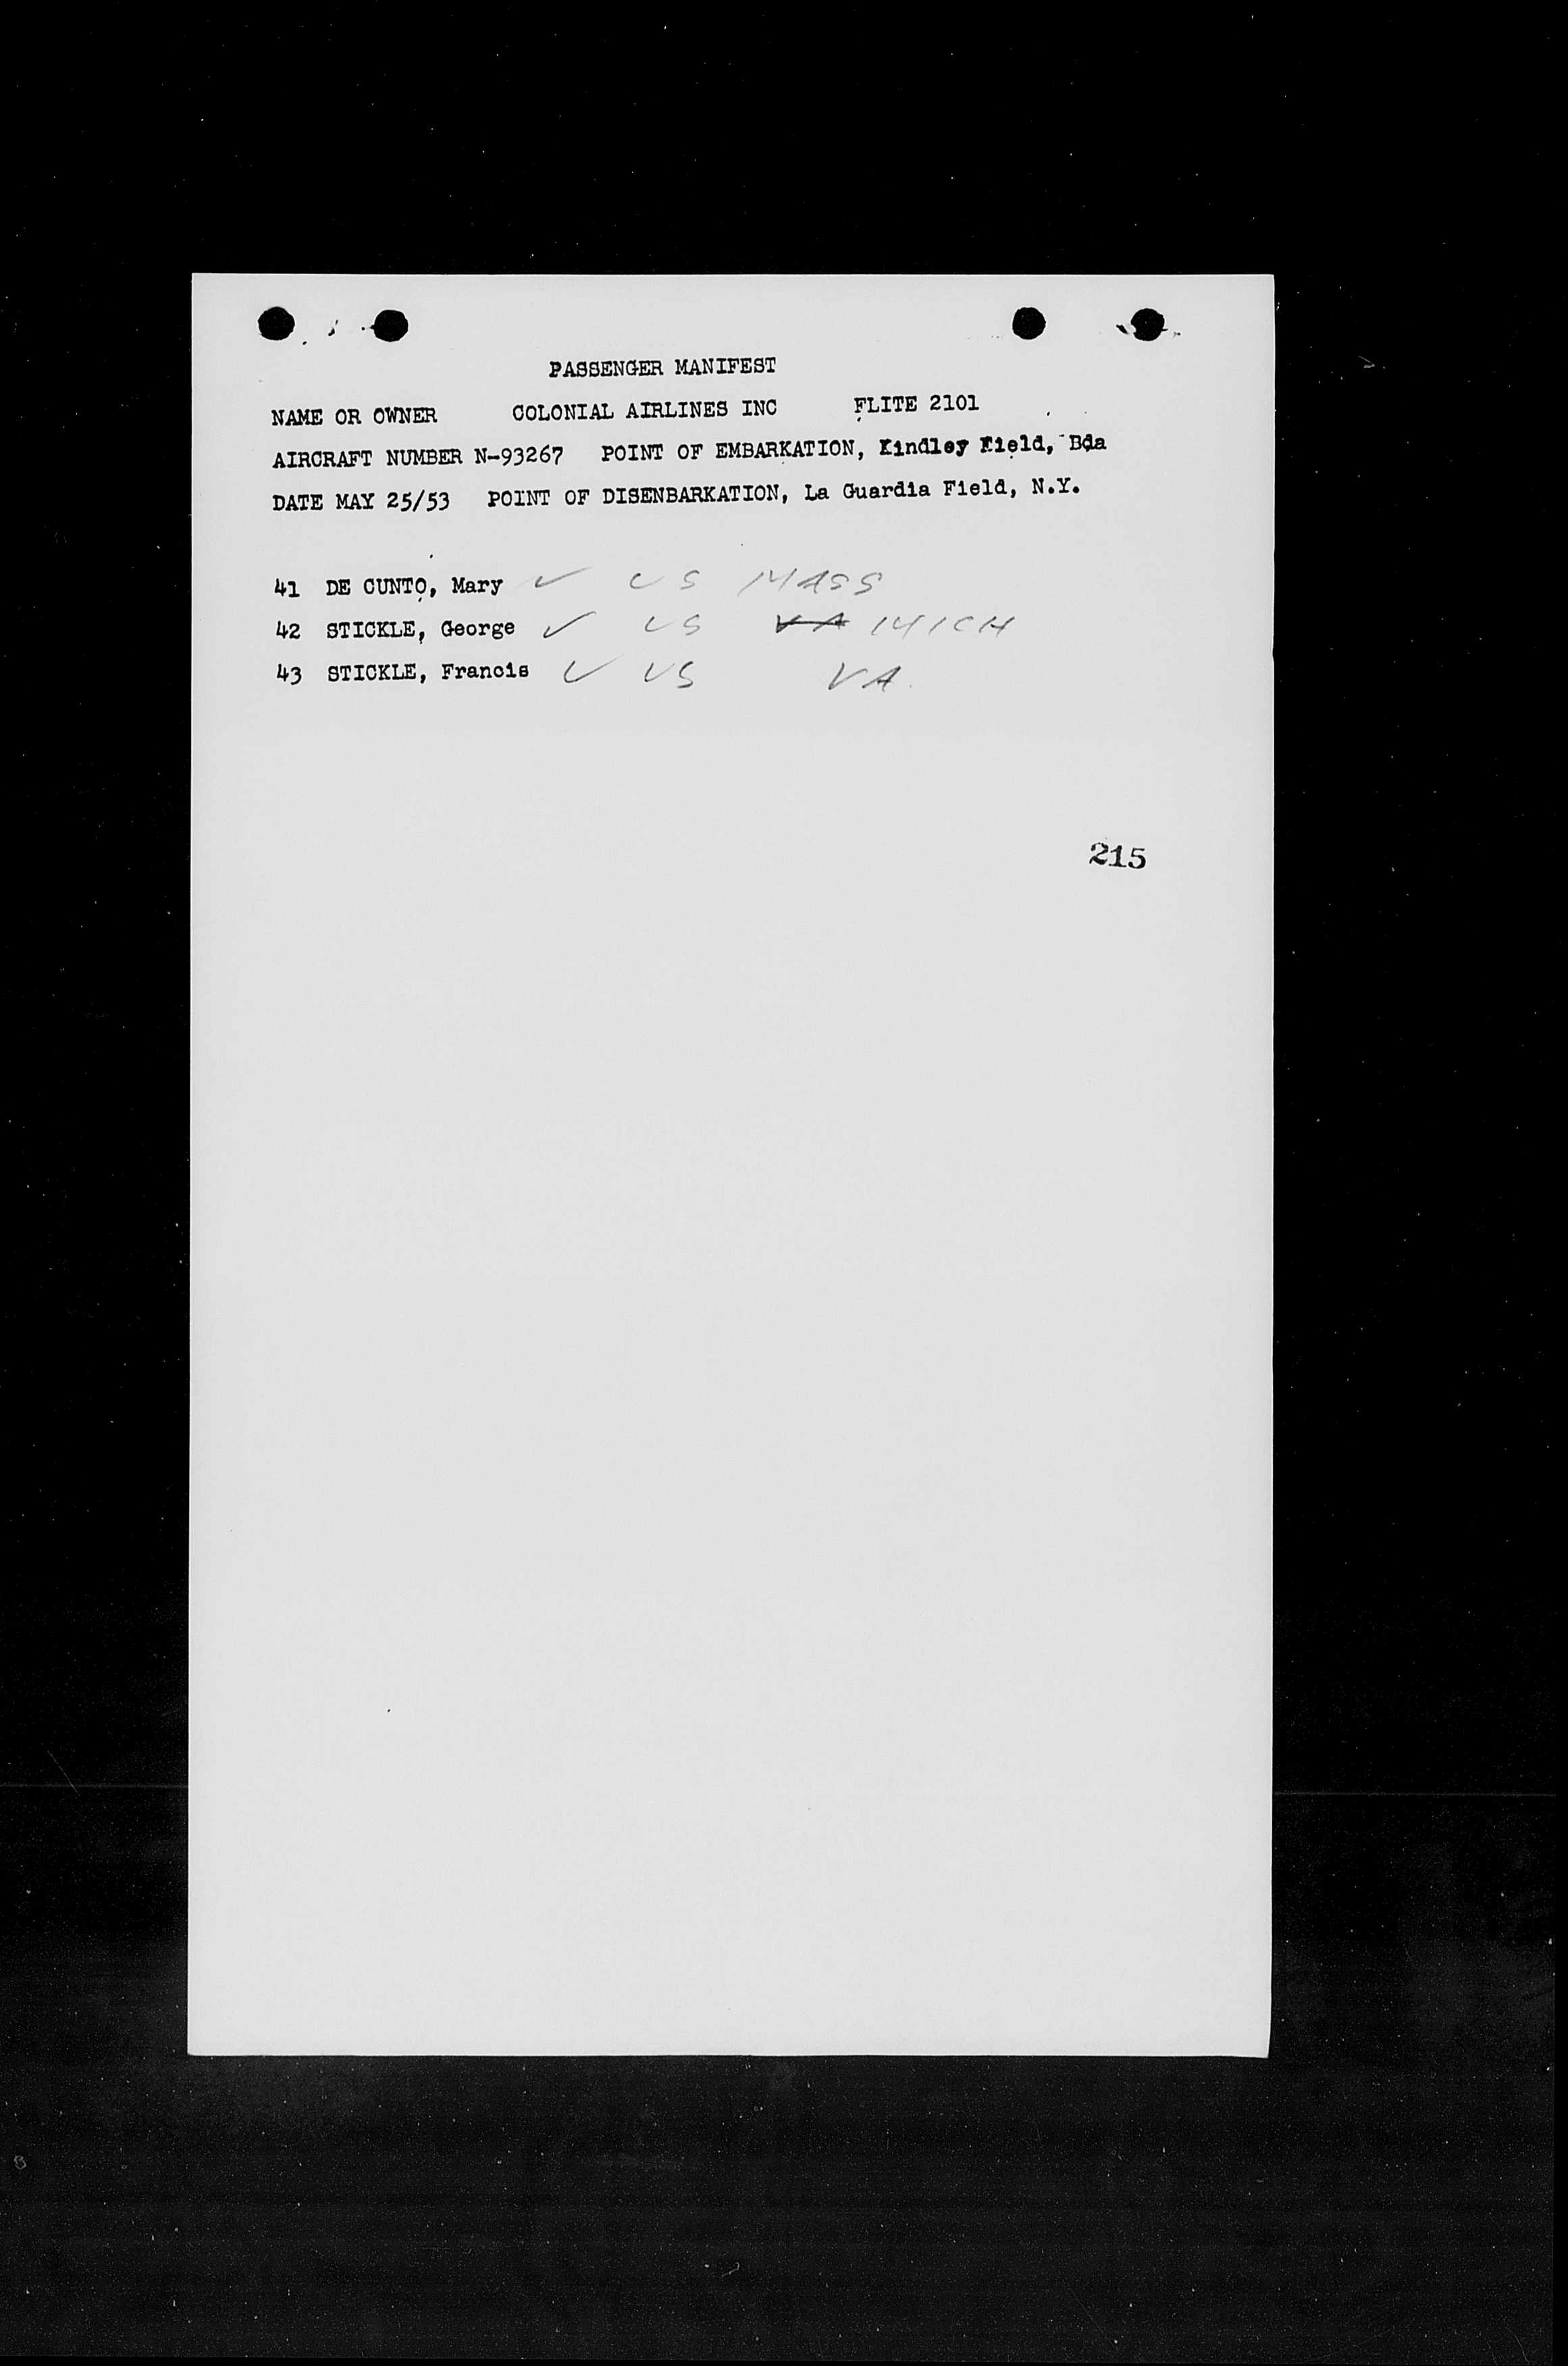 PASSENGER MANIFEST
NAME OR OWNER COLONIAL AIRLINES INC FLITE 2101
AIRCRAFT NUMBER N-93267 POINT OF EMBARKATION, Kindley Field, Bda
DATE MAY 25/53 POINT OF DISENBARKATION, La Guardia Field, N.Y.
41 DE CUNTO, Mary ✓ US MASS
42 STICKLE, George ✓ US VA MICH
43 STICKLE, Francis ✓ US VA.
215